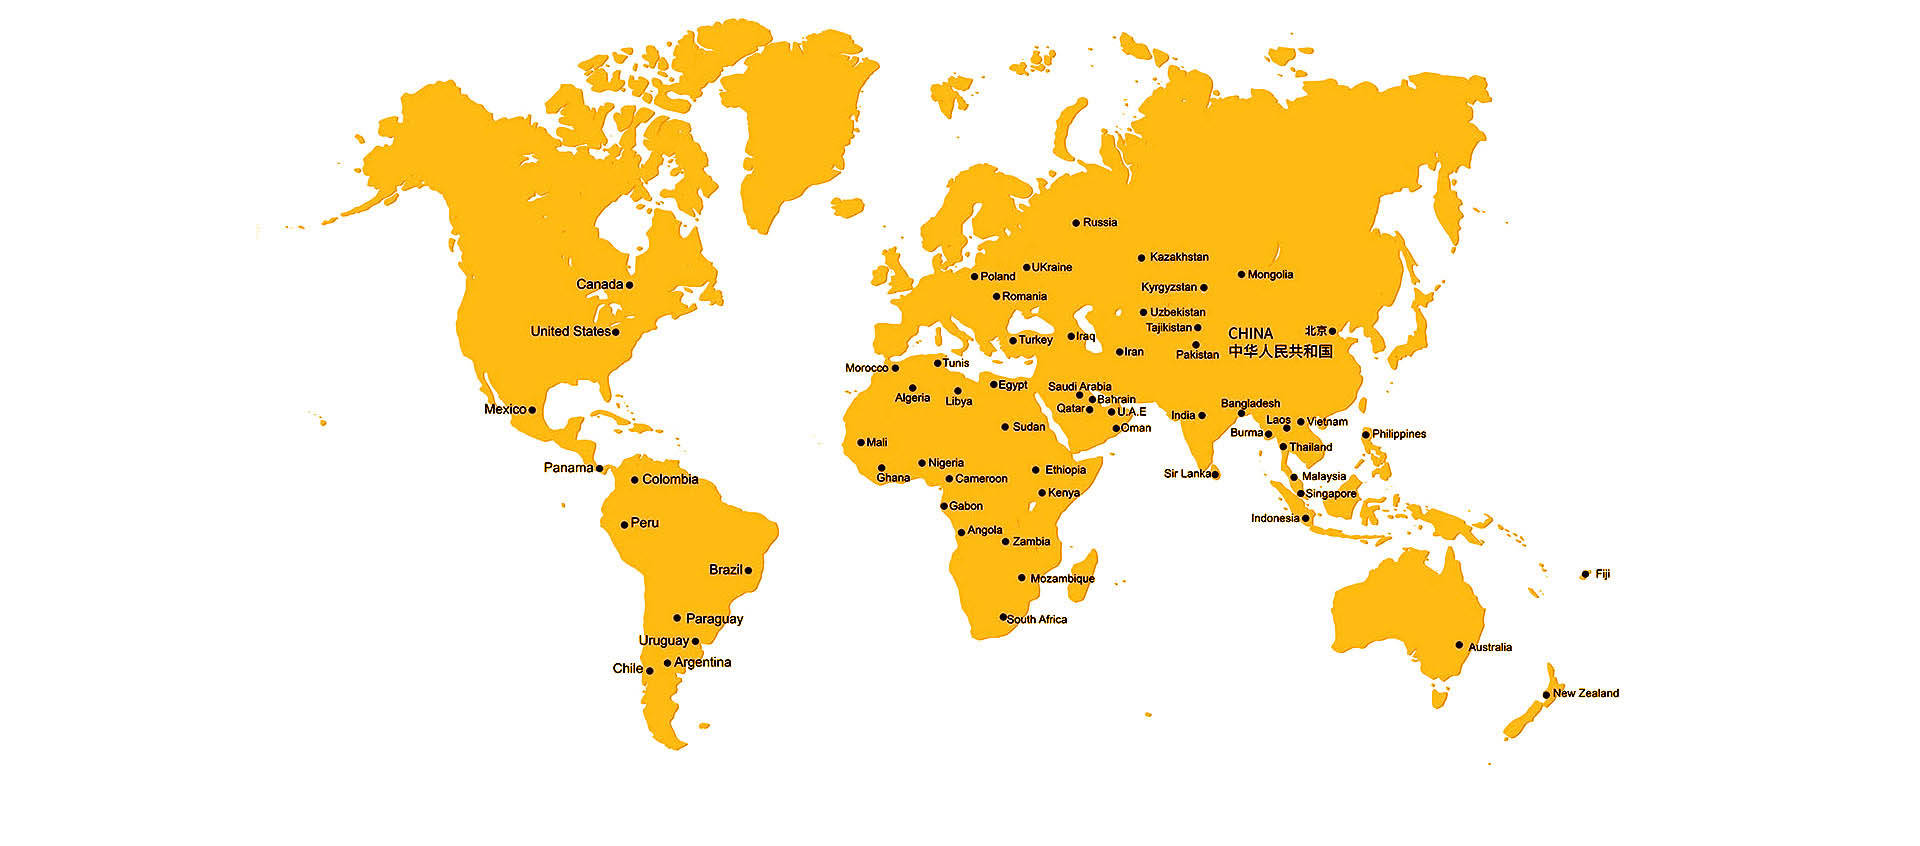 Russia
Kazakhstan
UKraine
Mongolia
Poland
Canada
Kyrgyzstan
Romania
Uzbekistan
Tajikistan
北京
United States
CHINA
Turkey
Iraq
中华人民共和国
Iran
Pakistan
Tunis
Morocco
Egypt
Saudi Arabia
Algeria
Libya
Bahrain
Bangladesh
Mexico
Qatar
U.A.E
India
Laos
Vietnam
Sudan
Oman
Burma
Philippines
Mali
Thailand
Nigeria
Panama
Ethiopia
Sir Lanka
Ghana
Cameroon
Malaysia
Colombia
Kenya
Singapore
Gabon
Indonesia
Peru
Angola
Zambia
Brazil
Fiji
Mozambique
Paraguay
South Africa
Uruguay
Australia
Argentina
Chile
New Zealand